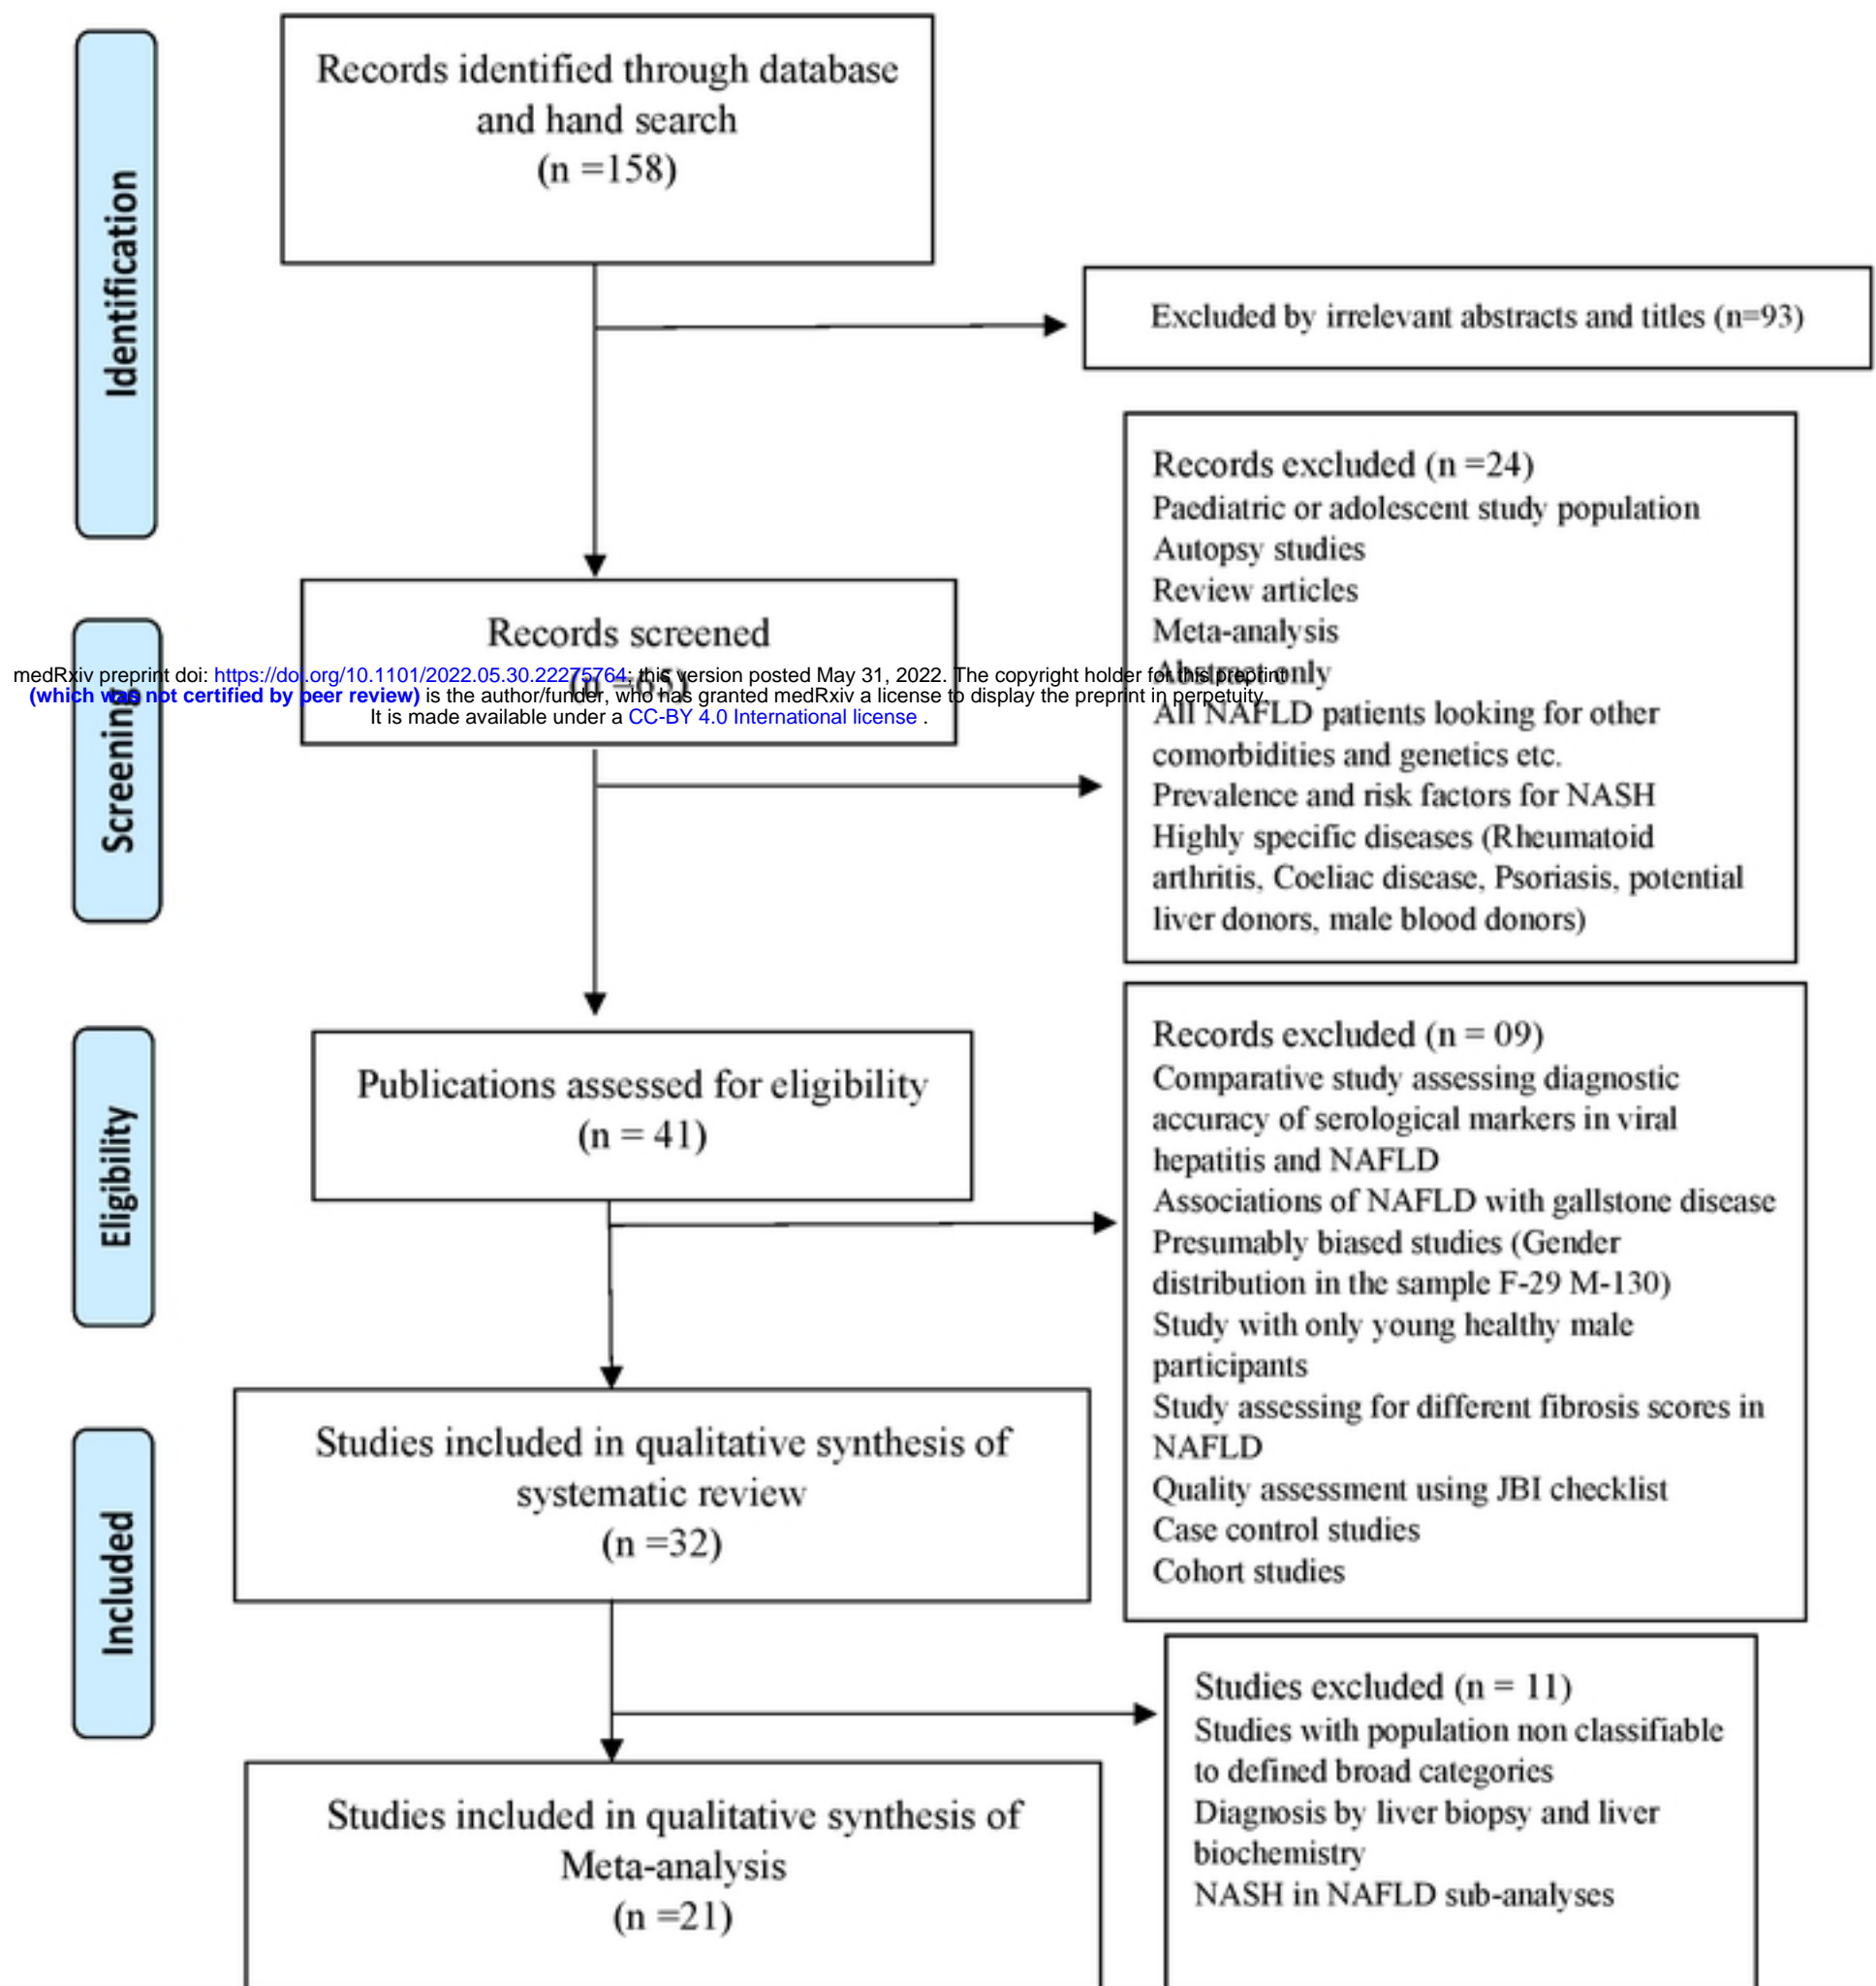 Identification
Records identified through database
and hand search
(n =158)
Excluded by irrelevant abstracts and titles (n=93)
Records excluded (n =24)
Paediatric or adolescent study population
Autopsy studies
Review articles
Meta-analysis
Abstract only
All NAFLD patients looking for other
comorbidities and genetics etc.
Prevalence and risk factors for NASH
Highly specific diseases (Rheumatoid
arthritis, Coeliac disease, Psoriasis, potential
liver donors, male blood donors)
Screening
Records screened
(n =65)
medRxiv preprint doi: https://doi.org/10.1101/2022.05.30.22275764; this version posted May 31, 2022. The copyright holder for this preprint
(which was not certified by peer review) is the author/funder, who has granted medRxiv a license to display the preprint in perpetuity.
It is made available under a CC-BY 4.0 International license .
Eligibility
Publications assessed for eligibility
(n = 41)
Records excluded (n = 09)
Comparative study assessing diagnostic
accuracy of serological markers in viral
hepatitis and NAFLD
Associations of NAFLD with gallstone disease
Presumably biased studies (Gender
distribution in the sample F-29 M-130)
Study with only young healthy male
participants
Study assessing for different fibrosis scores in
NAFLD
Quality assessment using JBI checklist
Case control studies
Cohort studies
Included
Studies included in qualitative synthesis of
systematic review
(n =32)
Studies excluded (n = 11)
Studies with population non classifiable
to defined broad categories
Diagnosis by liver biopsy and liver
biochemistry
NASH in NAFLD sub-analyses
Studies included in qualitative synthesis of
Meta-analysis
(n =21)